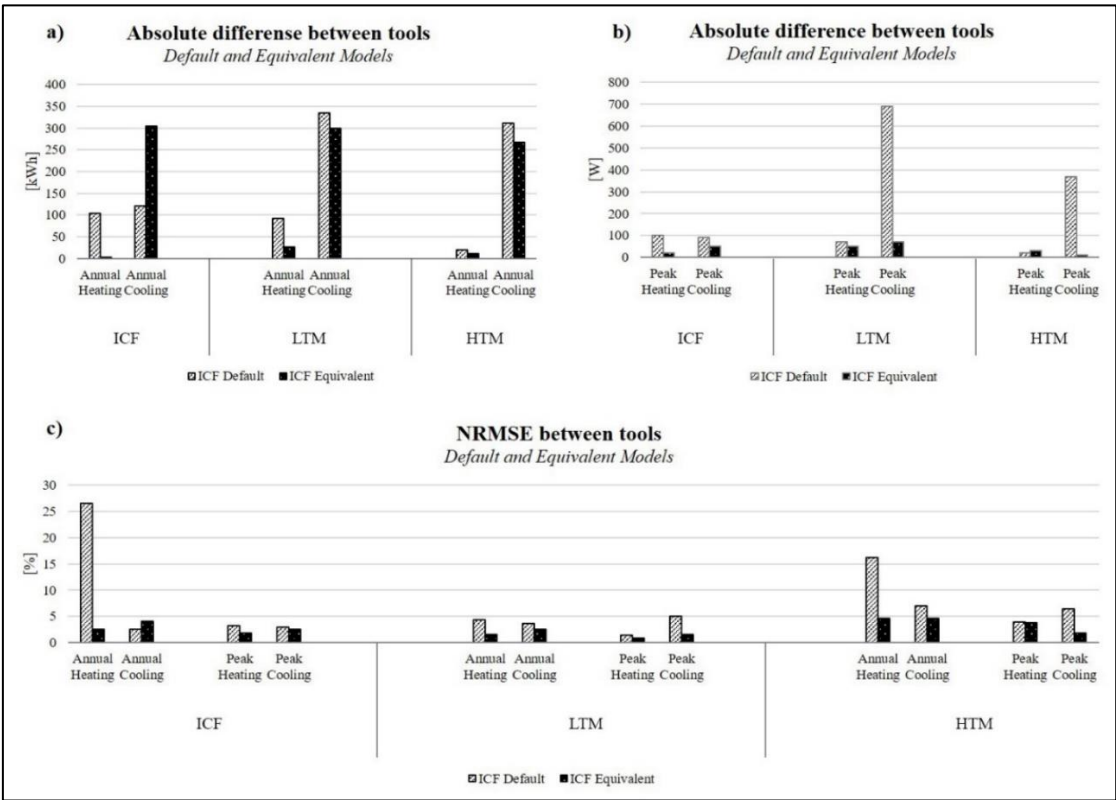 a)
Absolute differense between tools
Default and Equivalent Models
400
350
300
250
200
150
100
50
0
[kWh]
Annual Annual
Heating Cooling
Annual Annual
Heating Cooling
Annual Annual
Heating Cooling
ICF
LTM
HTM
ICF Default
ICF Equivalent
b)
Absolute difference between tools
Default and Equivalent Models
800
700
600
500
400
300
200
100
0
[W]
Peak Peak
Heating Cooling
Peak Peak
Heating Cooling
Peak Peak
Heating Cooling
ICF
LTM
HTM
ICF Default
ICF Equivalent
c)
NRMSE between tools
Default and Equivalent Models
30
25
20
15
10
5
0
[%]
Annual Annual
Heating Cooling
Peak Peak
Heating Cooling
Annual Annual
Heating Cooling
Peak Peak
Heating Cooling
Annual Annual
Heating Cooling
Peak Peak
Heating Cooling
ICF
LTM
HTM
ICF Default
ICF Equivalent